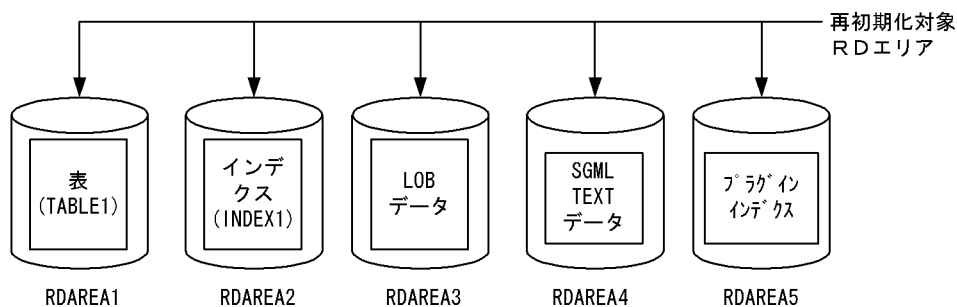 再初期化対象
ＲＤエリア
表
(TABLE1)
インデ
クス
(INDEX1)
LOB
データ
SGML
TEXT
データ
ﾌﾟﾗｸﾞｲﾝ
ｲﾝﾃﾞｸｽ
RDAREA1
RDAREA2
RDAREA3
RDAREA4
RDAREA5